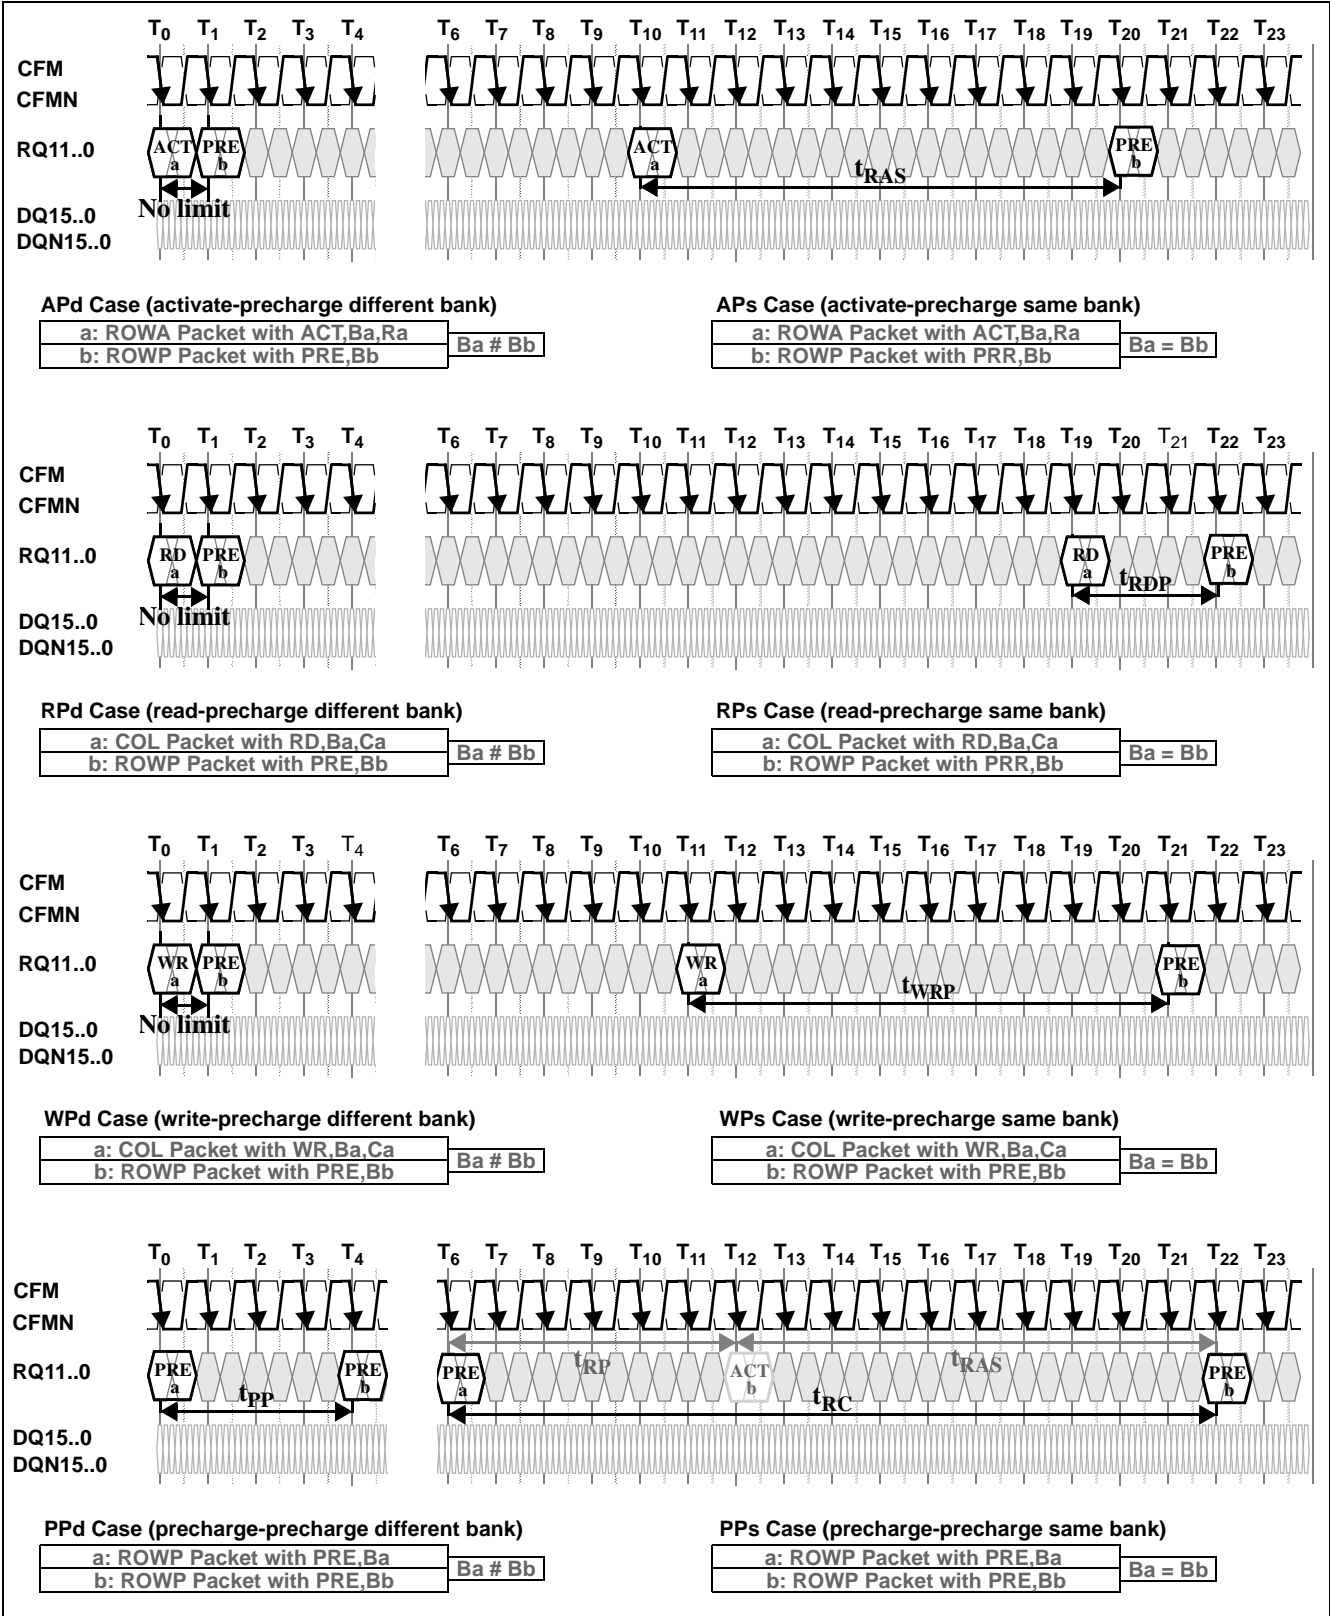 T0 T1 T2 T3 T4 T6 T7 T8 T9 T10 T11 T12 T13 T14 T15 T16 T17 T18 T19 T20 T21 T22 T23
CFM
CFMN
RQ11..0
ACT a
PRE b
No limit
ACT a
tRAS
PRE b
DQ15..0
DQN15..0
APd Case (activate-precharge different bank)
a: ROWA Packet with ACT,Ba,Ra
b: ROWP Packet with PRE,Bb
Ba # Bb
APs Case (activate-precharge same bank)
a: ROWA Packet with ACT,Ba,Ra
b: ROWP Packet with PRR,Bb
Ba = Bb
T0 T1 T2 T3 T4 T6 T7 T8 T9 T10 T11 T12 T13 T14 T15 T16 T17 T18 T19 T20 T21 T22 T23
CFM
CFMN
RQ11..0
RD a
PRE b
No limit
RD a
tRDP
PRE b
DQ15..0
DQN15..0
RPd Case (read-precharge different bank)
a: COL Packet with RD,Ba,Ca
b: ROWP Packet with PRE,Bb
Ba # Bb
RPs Case (read-precharge same bank)
a: COL Packet with RD,Ba,Ca
b: ROWP Packet with PRR,Bb
Ba = Bb
T0 T1 T2 T3 T4 T6 T7 T8 T9 T10 T11 T12 T13 T14 T15 T16 T17 T18 T19 T20 T21 T22 T23
CFM
CFMN
RQ11..0
WR a
PRE b
No limit
WR a
tWRP
PRE b
DQ15..0
DQN15..0
WPd Case (write-precharge different bank)
a: COL Packet with WR,Ba,Ca
b: ROWP Packet with PRE,Bb
Ba # Bb
WPs Case (write-precharge same bank)
a: COL Packet with WR,Ba,Ca
b: ROWP Packet with PRE,Bb
Ba = Bb
T0 T1 T2 T3 T4 T6 T7 T8 T9 T10 T11 T12 T13 T14 T15 T16 T17 T18 T19 T20 T21 T22 T23
CFM
CFMN
RQ11..0
PRE a
tPP
PRE b
PRE a
tRP
ACT b
tRAS
tRC
PRE b
DQ15..0
DQN15..0
PPd Case (precharge-precharge different bank)
a: ROWP Packet with PRE,Ba
b: ROWP Packet with PRE,Bb
Ba # Bb
PPs Case (precharge-precharge same bank)
a: ROWP Packet with PRE,Ba
b: ROWP Packet with PRE,Bb
Ba = Bb